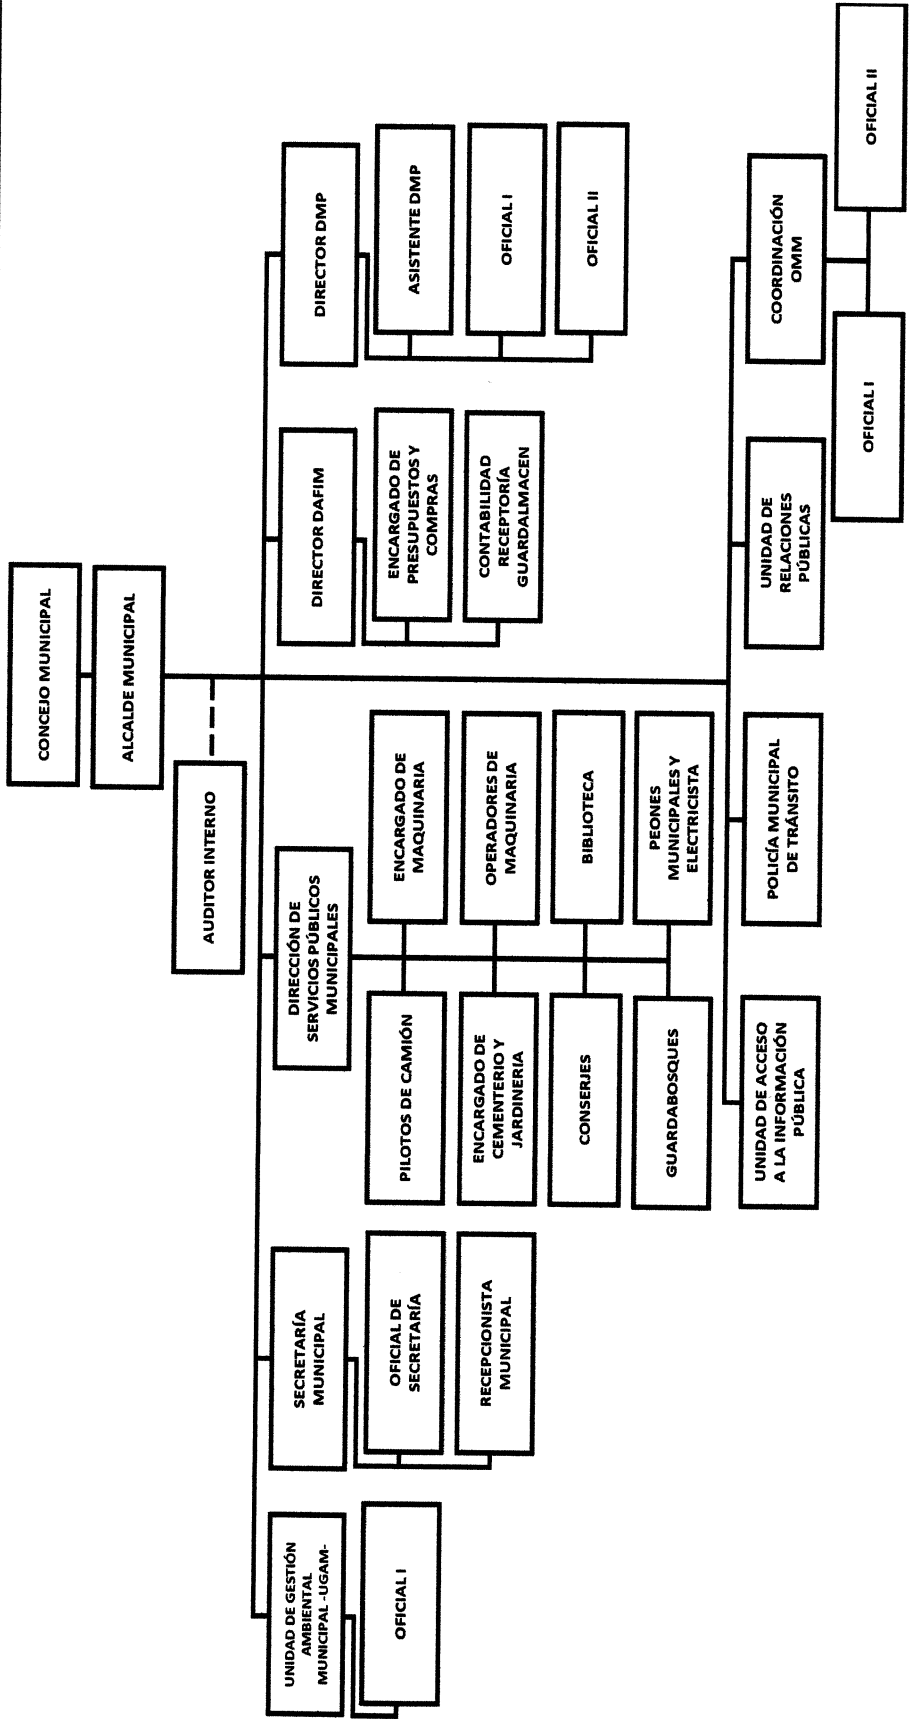 CONCEJO MUNICIPAL
ALCALDE MUNICIPAL
AUDITOR INTERNO
UNIDAD DE GESTIÓN
AMBIENTAL
MUNICIPAL -UGAM-
OFICIAL I
SECRETARÍA
MUNICIPAL
OFICIAL DE
SECRETARÍA
RECEPCIONISTA
MUNICIPAL
DIRECCIÓN DE
SERVICIOS PÚBLICOS
MUNICIPALES
PILOTOS DE CAMIÓN
ENCARGADO DE
MAQUINARIA
ENCARGADO DE
CEMENTERIO Y
JARDINERIA
OPERADORES DE
MAQUINARIA
CONSERJES
BIBLIOTECA
GUARDABOSQUES
PEONES
MUNICIPALES Y
ELECTRICISTA
DIRECTOR DAFIM
ENCARGADO DE
PRESUPUESTOS Y
COMPRAS
CONTABILIDAD
RECEPTORÍA
GUARDALMACEN
DIRECTOR DMP
ASISTENTE DMP
OFICIAL I
OFICIAL II
UNIDAD DE ACCESO
A LA INFORMACIÓN
PÚBLICA
POLICÍA MUNICIPAL
DE TRÁNSITO
UNIDAD DE
RELACIONES
PÚBLICAS
COORDINACIÓN
OMM
OFICIAL I
OFICIAL II